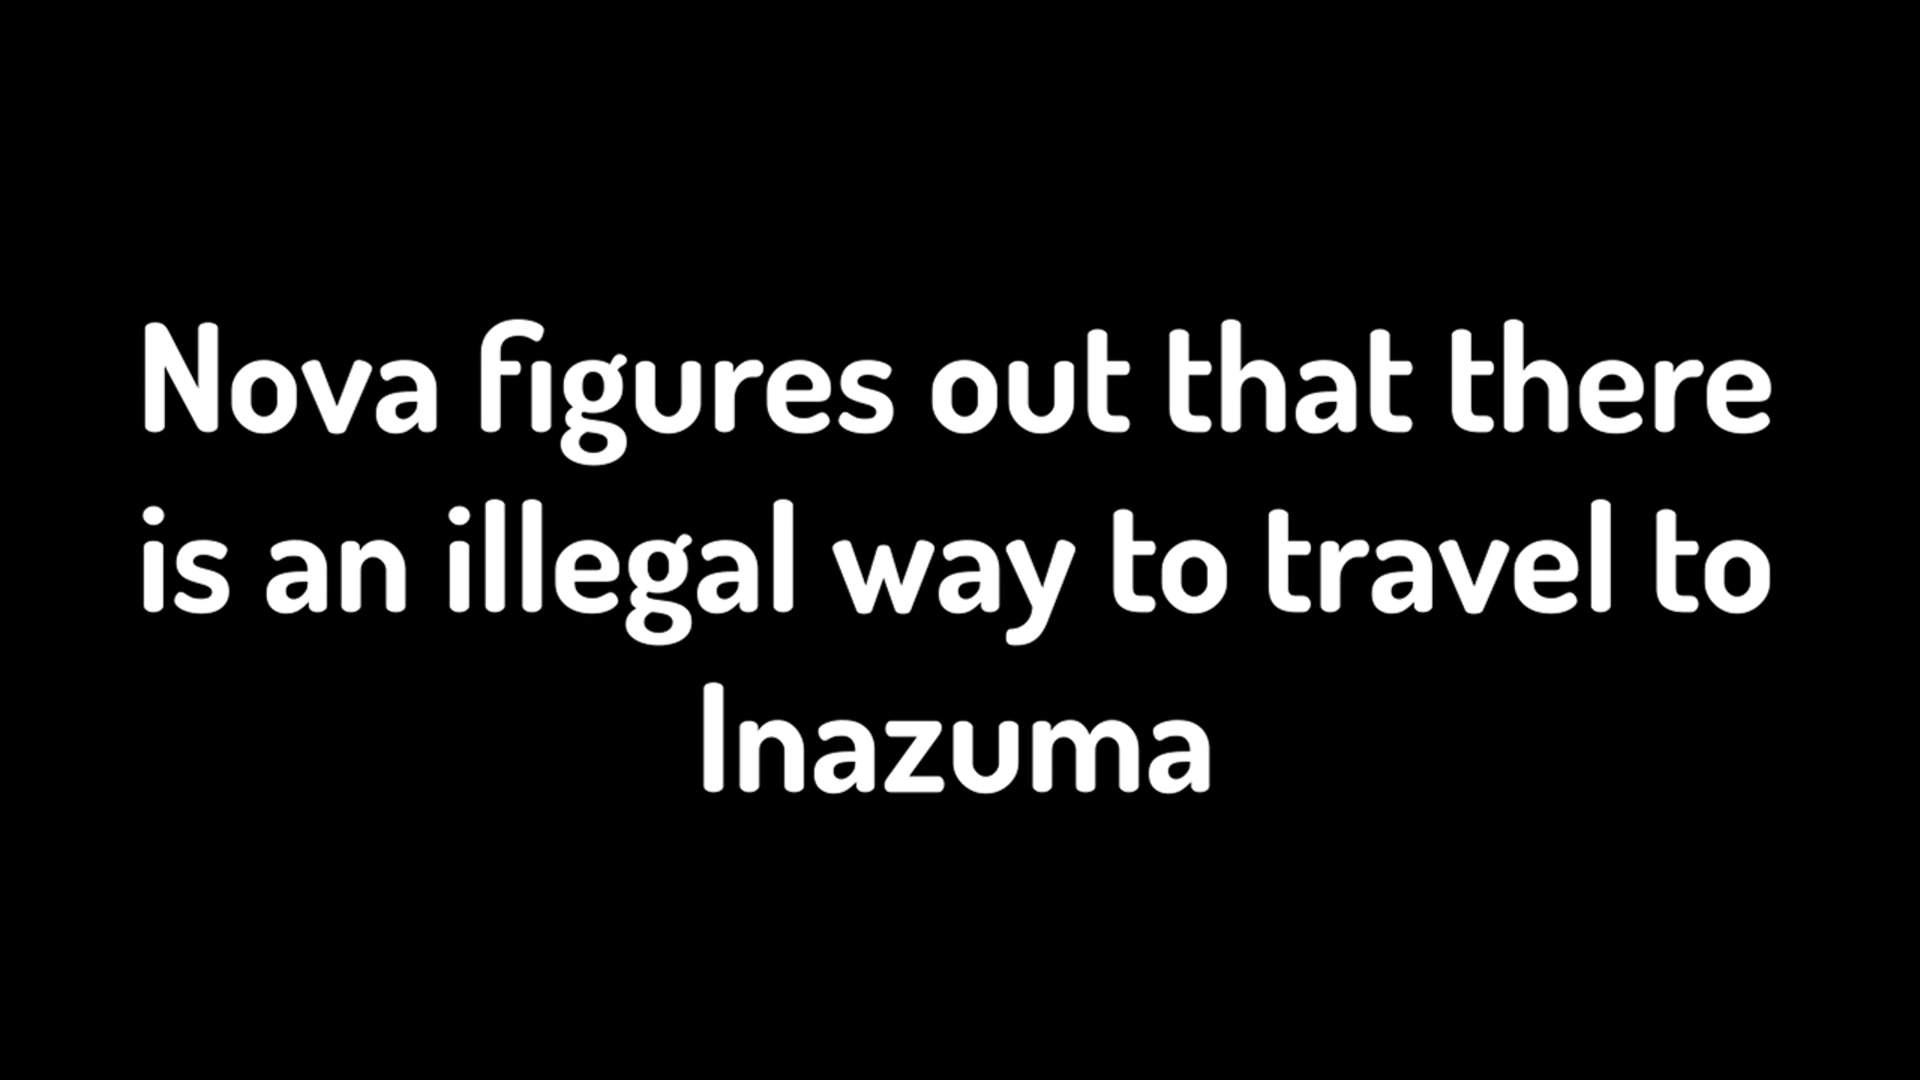 Nova figures out that there
is an illegal way to travel to
Inazuma